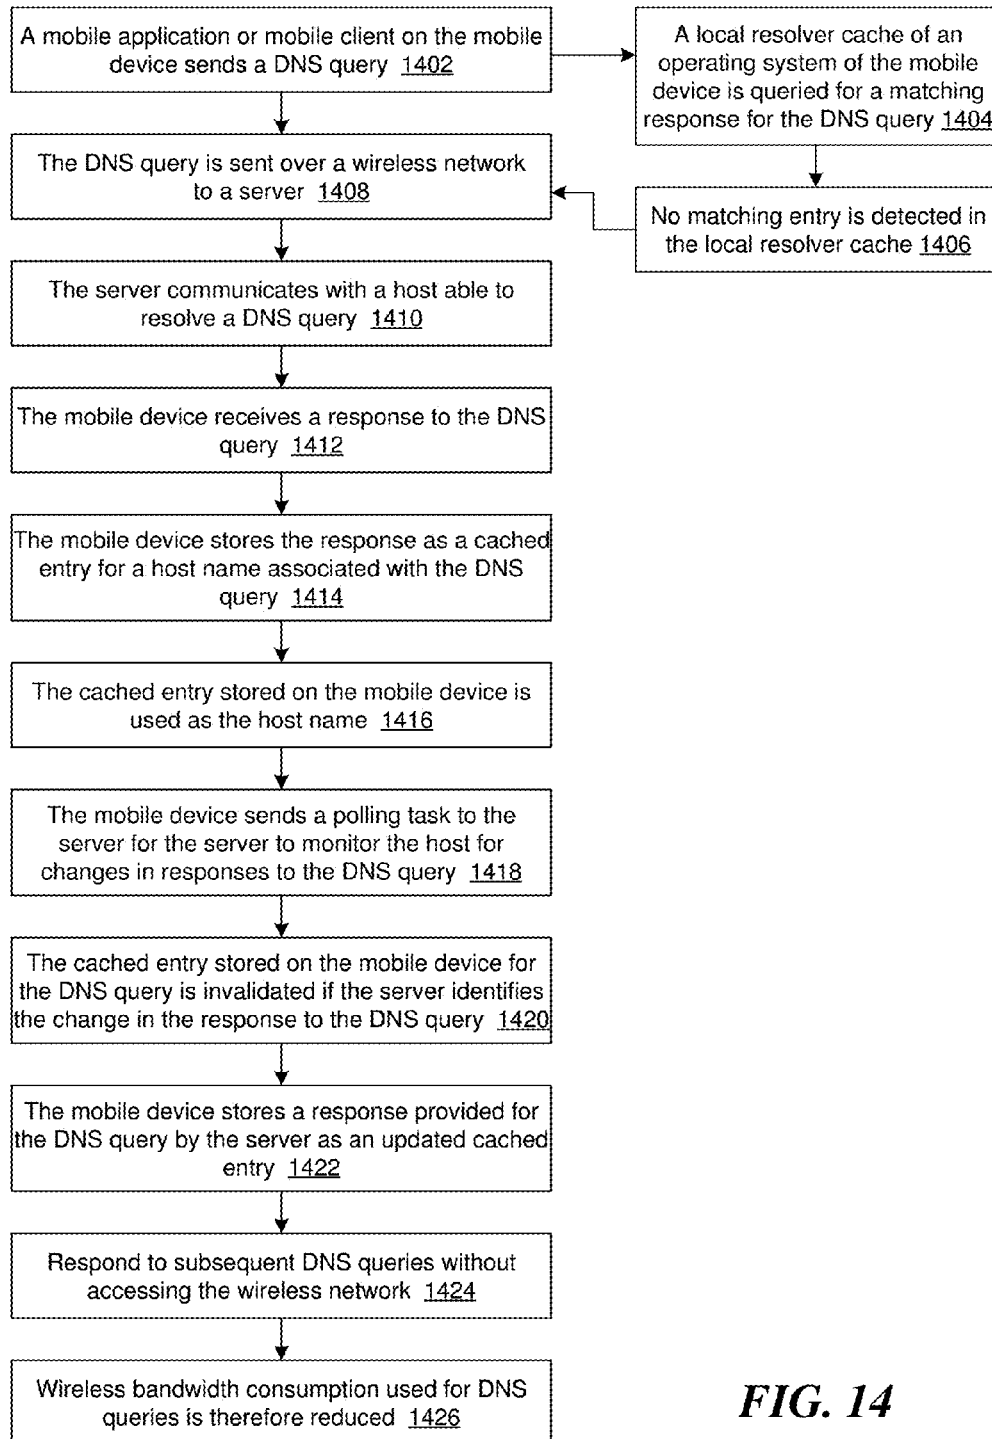 A mobile application or mobile client on the mobile
device sends a DNS query 1402
A local resolver cache of an
operating system of the mobile
device is queried for a matching
response for the DNS query 1404
No matching entry is detected in
the local resolver cache 1406
The DNS query is sent over a wireless network
to a server 1408
The server communicates with a host able to
resolve a DNS query 1410
The mobile device receives a response to the DNS
query 1412
The mobile device stores the response as a cached
entry for a host name associated with the DNS
query 1414
The cached entry stored on the mobile device is
used as the host name 1416
The mobile device sends a polling task to the
server for the server to monitor the host for
changes in responses to the DNS query 1418
The cached entry stored on the mobile device for
the DNS query is invalidated if the server identifies
the change in the response to the DNS query 1420
The mobile device stores a response provided for
the DNS query by the server as an updated cached
entry 1422
Respond to subsequent DNS queries without
accessing the wireless network 1424
Wireless bandwidth consumption used for DNS
queries is therefore reduced 1426
FIG. 14